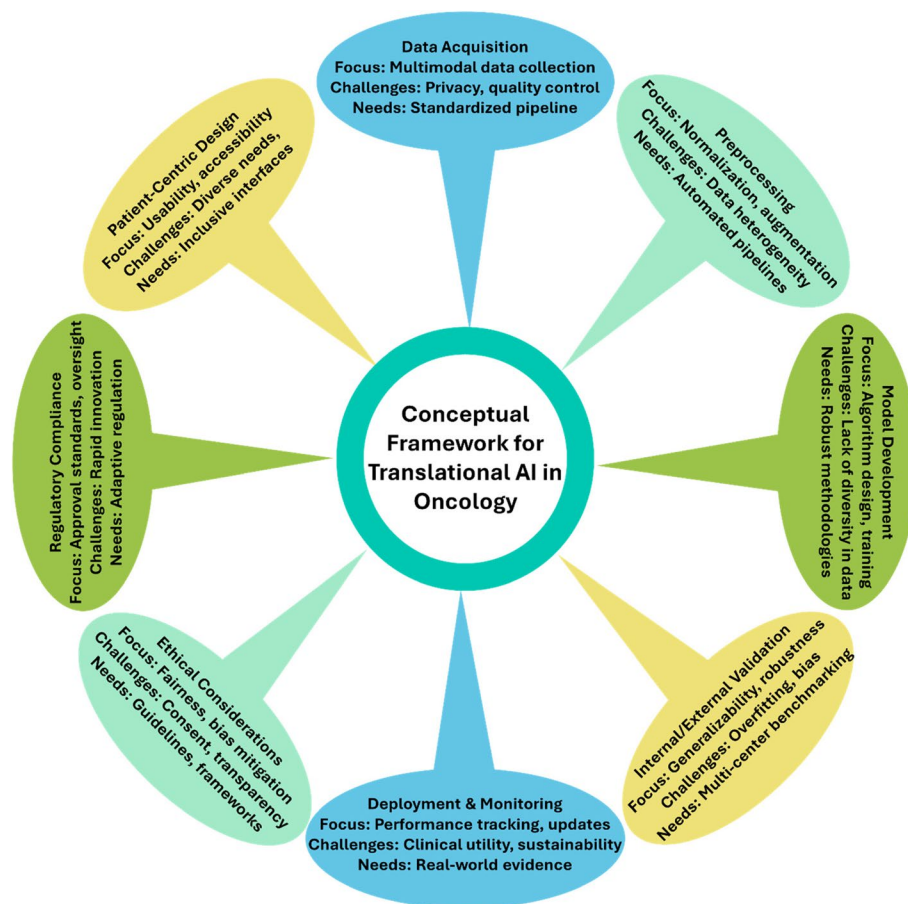 Data Acquisition
Focus: Multimodal data collection
Challenges: Privacy, quality control
Needs: Standardized pipeline
Preprocessing
Focus: Normalization, augmentation
Challenges: Data heterogeneity
Needs: Automated pipelines
Model Development
Focus: Algorithm design, training
Challenges: Lack of diversity in data
Needs: Robust methodologies
Internal/External Validation
Focus: Generalizability, robustness
Challenges: Overfitting, bias
Needs: Multi-center benchmarking
Deployment & Monitoring
Focus: Performance tracking, updates
Challenges: Clinical utility, sustainability
Needs: Real-world evidence
Ethical Considerations
Focus: Fairness, bias mitigation
Challenges: Consent, transparency
Needs: Guidelines, frameworks
Regulatory Compliance
Focus: Approval standards, oversight
Challenges: Rapid innovation
Needs: Adaptive regulation
Patient-Centric Design
Focus: Usability, accessibility
Challenges: Diverse needs,
Needs: Inclusive interfaces
Conceptual
Framework for
Translational AI in
Oncology